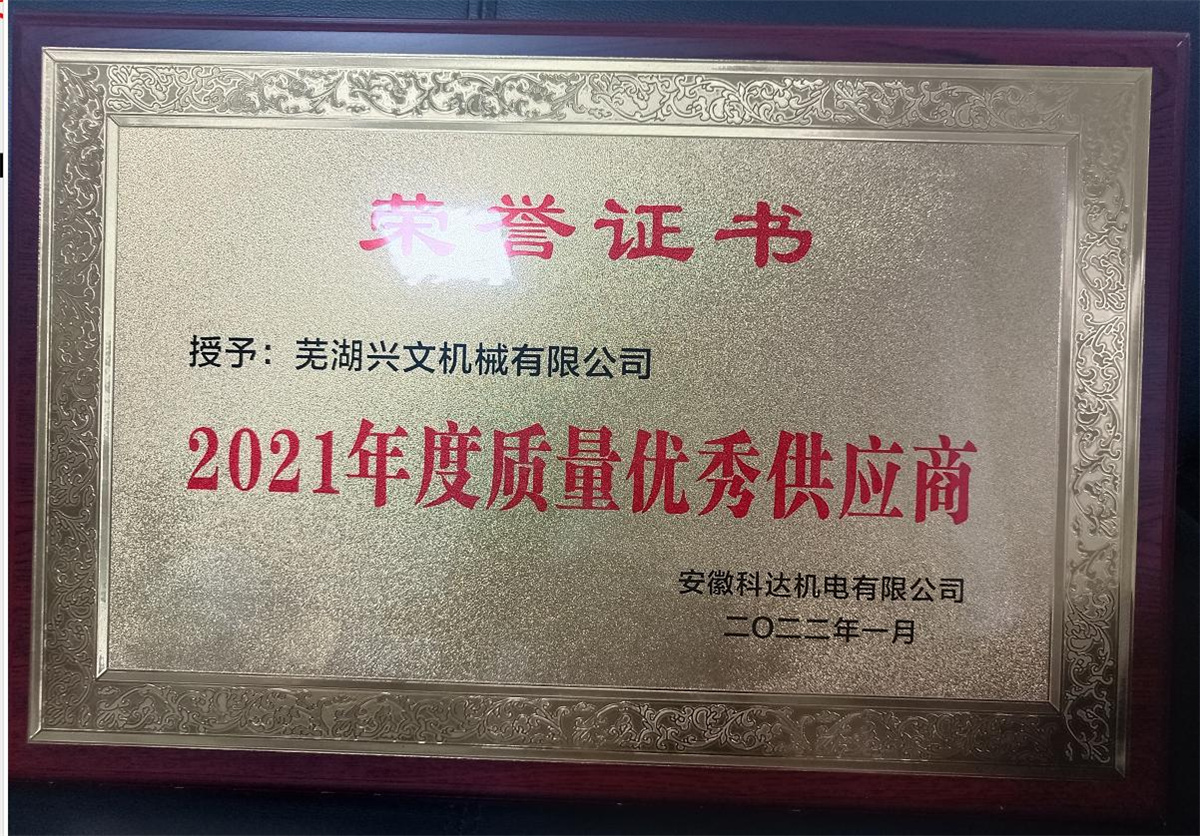 荣誉证书
授予：芜湖兴文机械有限公司
2021年度质量优秀供应商
安徽科达机电有限公司
二〇二二年一月